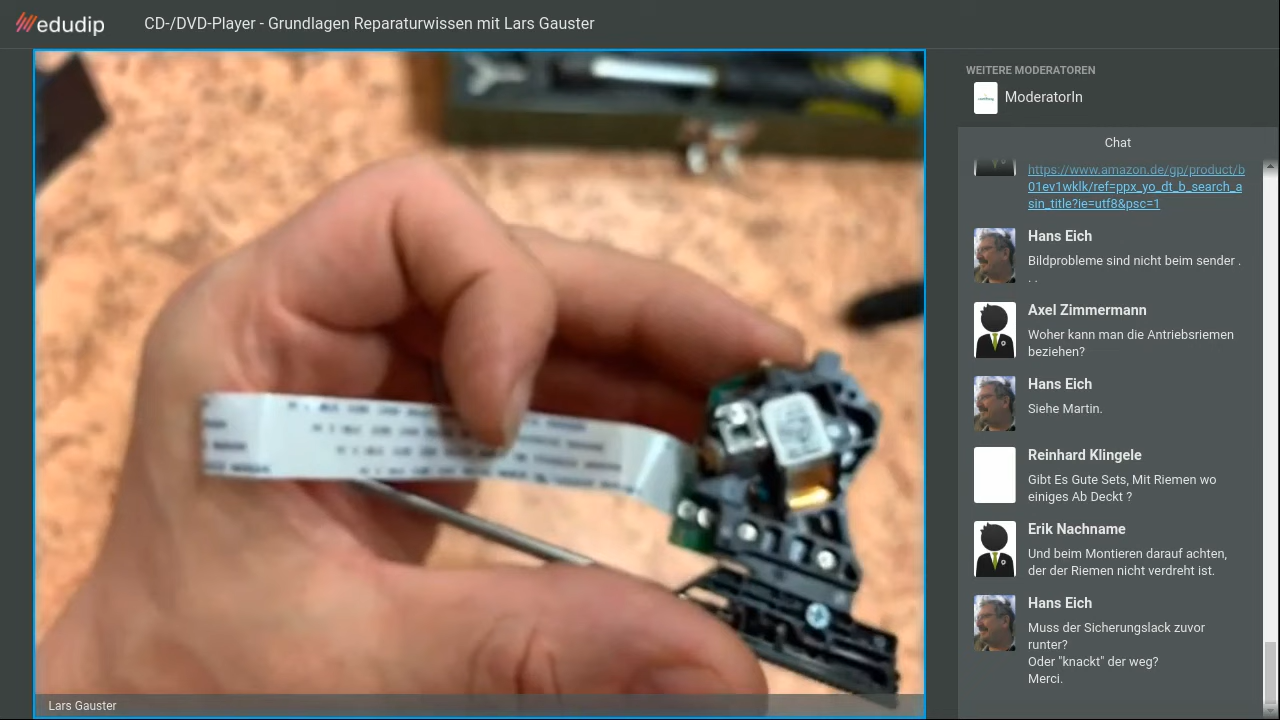 edudip
CD-/DVD-Player - Grundlagen Reparaturwissen mit Lars Gauster
WEITERE MODERATOREN
ModeratorIn
Chat
https://www.amazon.de/gp/product/b
01ev1wklk/ref=ppx_yo_dt_b_search_a
sin_title?ie=utf8&psc=1
Hans Eich
Bildprobleme sind nicht beim sender .
Axel Zimmermann
Woher kann man die Antriebsriemen
beziehen?
Hans Eich
Siehe Martin.
Reinhard Klingele
Gibt Es Gute Sets, Mit Riemen wo
einiges Ab Deckt ?
Erik Nachname
Und beim Montieren darauf achten,
der der Riemen nicht verdreht ist.
Hans Eich
Muss der Sicherungslack zuvor
runter?
Oder "knackt" der weg?
Merci.
Lars Gauster